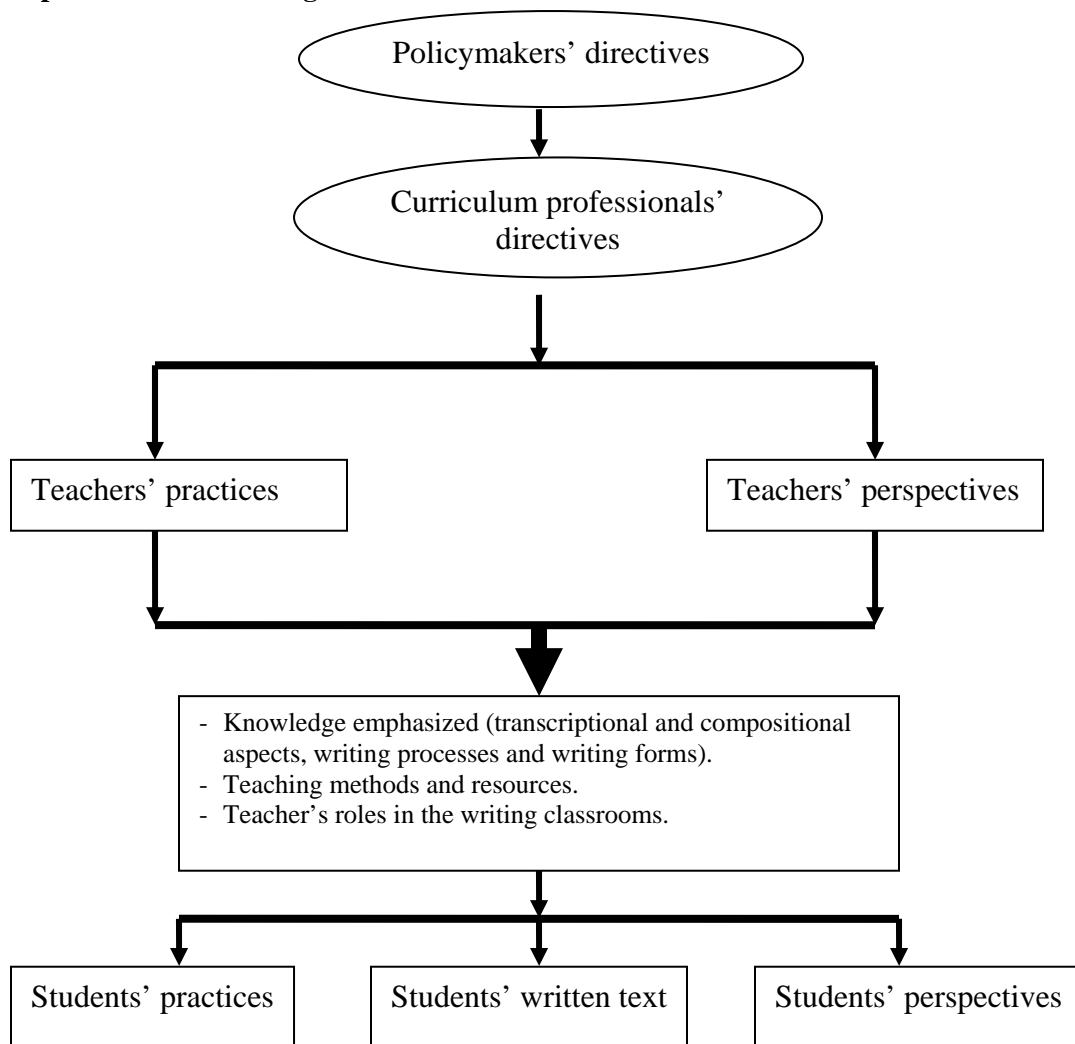 Policymakers’ directives
Curriculum professionals’
directives
Teachers’ practices
Teachers’ perspectives
- Knowledge emphasized (transcriptional and compositional
aspects, writing processes and writing forms).
- Teaching methods and resources.
- Teacher’s roles in the writing classrooms.
Students’ practices
Students’ written text
Students’ perspectives